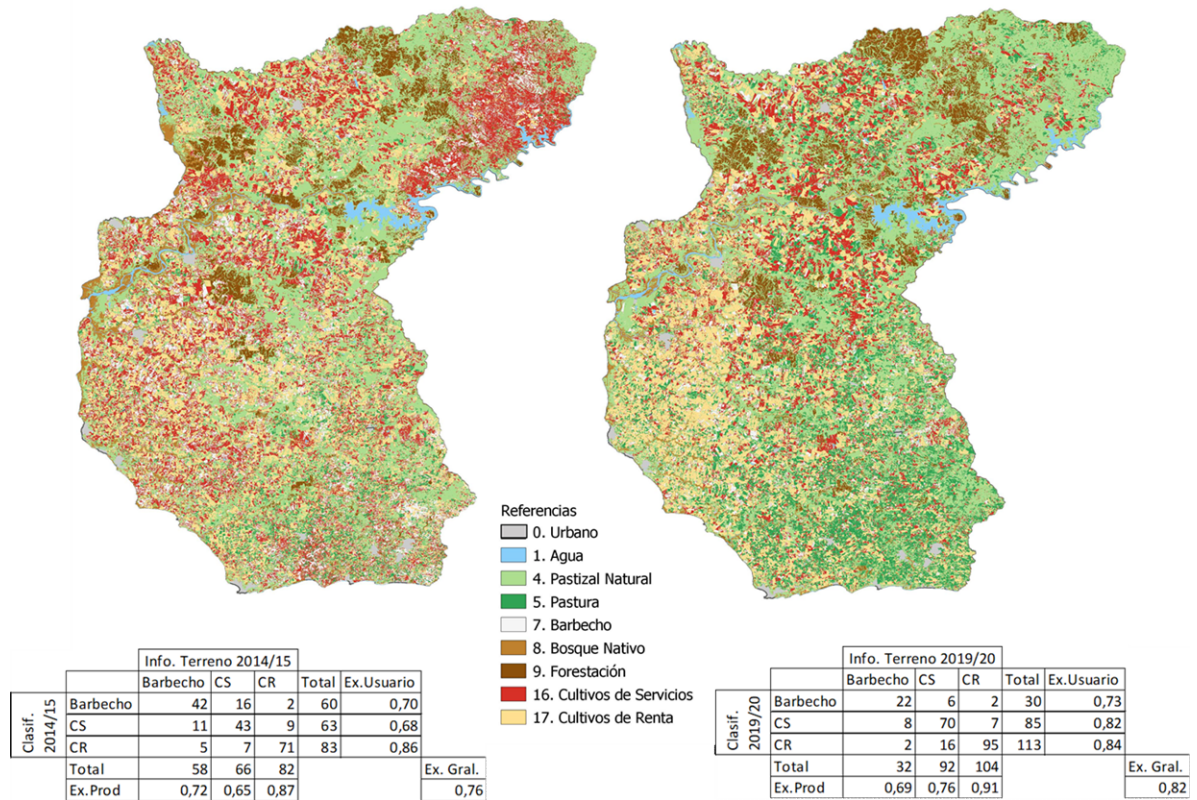 Referencias
0. Urbano
1. Agua
4. Pastizal Natural
5. Pastura
7. Barbecho
8. Bosque Nativo
9. Forestación
16. Cultivos de Servicios
17. Cultivos de Renta
Info. Terreno 2014/15
Barbecho CS CR Total Ex.Usuario
Clasif.
2014/15
Barbecho 42 16 2 60 0,70
CS 11 43 9 63 0,68
CR 5 7 71 83 0,86
Total 58 66 82 Ex. Gral.
Ex.Prod 0,72 0,65 0,87 0,76
Info. Terreno 2019/20
Barbecho CS CR Total Ex.Usuario
Clasif.
2019/20
Barbecho 22 6 2 30 0,73
CS 8 70 7 85 0,82
CR 2 16 95 113 0,84
Total 32 92 104 Ex. Gral.
Ex.Prod 0,69 0,76 0,91 0,82